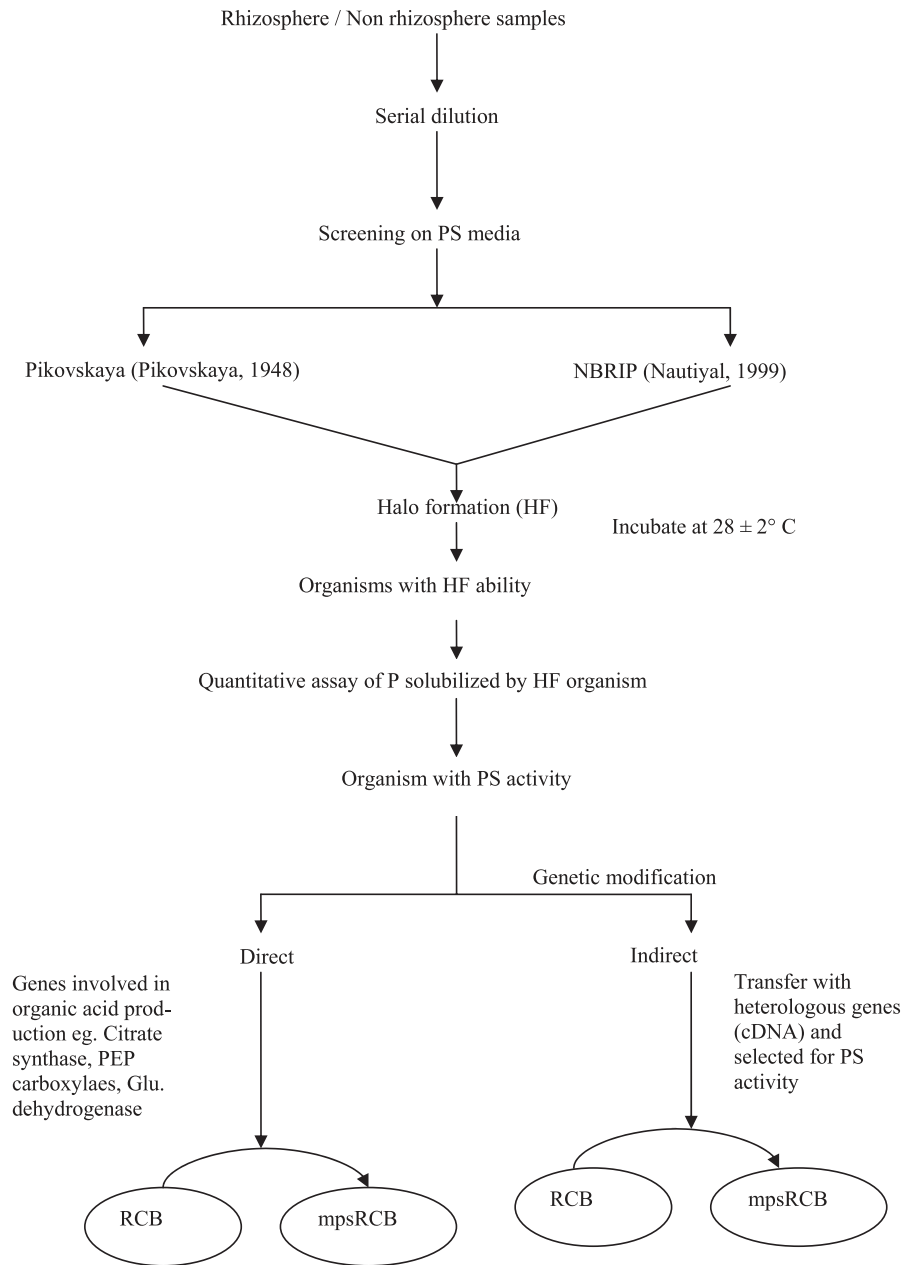 Rhizosphere / Non rhizosphere samples
Serial dilution
Screening on PS media
Pikovskaya (Pikovskaya, 1948)
NBRIP (Nautiyal, 1999)
Halo formation (HF)
Incubate at 28 ± 2° C
Organisms with HF ability
Quantitative assay of P solubilized by HF organism
Organism with PS activity
Genetic modification
Direct
Indirect
Genes involved in
organic acid prod-
uction eg. Citrate
synthase, PEP
carboxylaes, Glu.
dehydrogenase
Transfer with
heterologous genes
(cDNA) and
selected for PS
activity
RCB
mpsRCB
RCB
mpsRCB